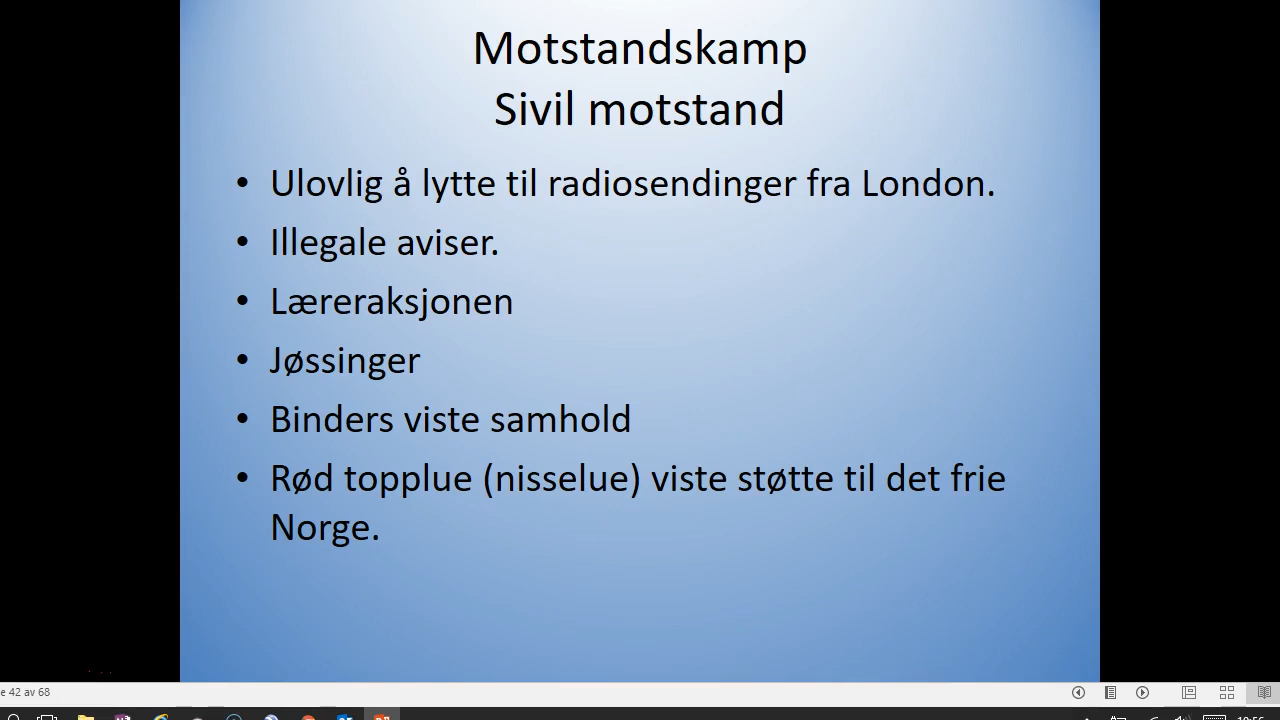 Motstandskamp
Sivil motstand
• Ulovlig å lytte til radiosendinger fra London.
• Illegale aviser.
• Læreraksjonen
• Jøssinger
• Binders viste samhold
• Rød topplue (nisselue) viste støtte til det frie
Norge.
e 42 av 68